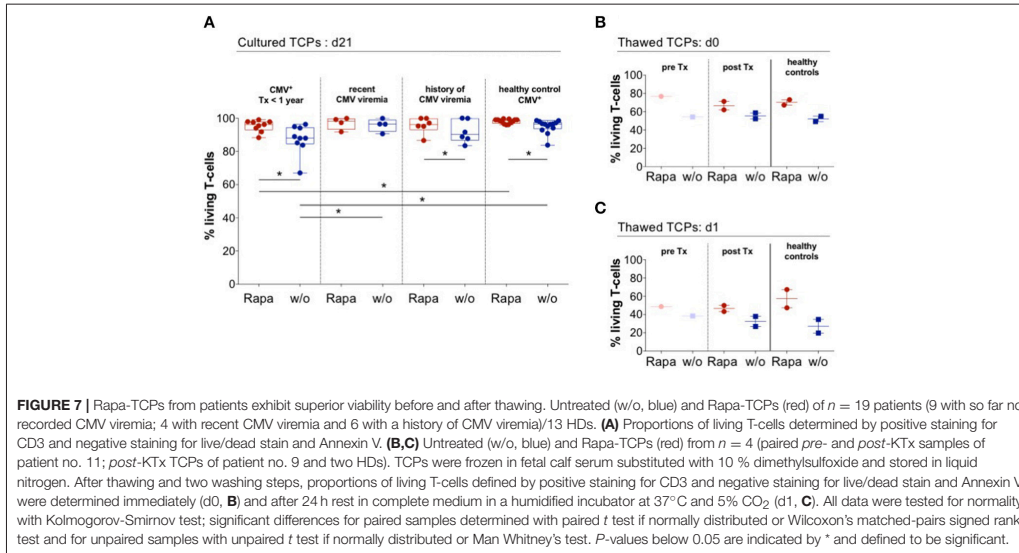 A
Cultured TCPs : d21
CMV+
Tx < 1 year
recent
CMV viremia
history of
CMV viremia
healthy control
CMV+
% living T-cells
100
80
60
40
20
0
*
*
*
*
*
*
Rapa w/o Rapa w/o Rapa w/o Rapa w/o
B
Thawed TCPs: d0
pre Tx
post Tx
healthy
controls
% living T-cells
100
80
60
40
20
0
Rapa w/o Rapa w/o Rapa w/o
C
Thawed TCPs: d1
pre Tx
post Tx
healthy
controls
% living T-cells
100
80
60
40
20
0
Rapa w/o Rapa w/o Rapa w/o
FIGURE 7 | Rapa-TCPs from patients exhibit superior viability before and after thawing. Untreated (w/o, blue) and Rapa-TCPs (red) of n = 19 patients (9 with so far no
recorded CMV viremia; 4 with recent CMV viremia and 6 with a history of CMV viremia)/13 HDs. (A) Proportions of living T-cells determined by positive staining for
CD3 and negative staining for live/dead stain and Annexin V. (B,C) Untreated (w/o, blue) and Rapa-TCPs (red) from n = 4 (paired pre- and post-KTx samples of
patient no. 11; post-KTx TCPs of patient no. 9 and two HDs). TCPs were frozen in fetal calf serum substituted with 10 % dimethylsulfoxide and stored in liquid
nitrogen. After thawing and two washing steps, proportions of living T-cells defined by positive staining for CD3 and negative staining for live/dead stain and Annexin V
were determined immediately (d0, B) and after 24 h rest in complete medium in a humidified incubator at 37°C and 5% CO2 (d1, C). All data were tested for normality
with Kolmogorov-Smirnov test; significant differences for paired samples determined with paired t test if normally distributed or Wilcoxon's matched-pairs signed rank
test and for unpaired samples with unpaired t test if normally distributed or Man Whitney's test. P-values below 0.05 are indicated by * and defined to be significant.